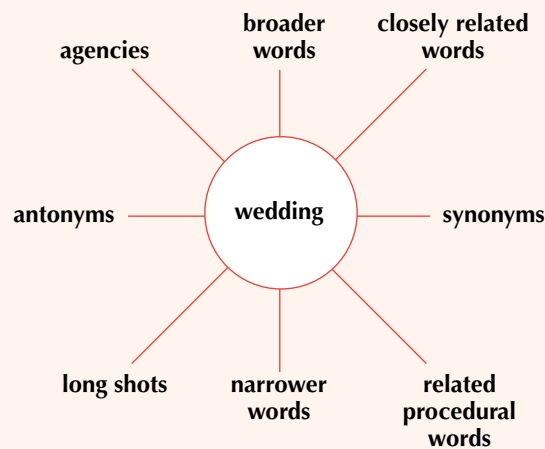 broader
words
closely related
words
agencies
antonyms
wedding
synonyms
long shots
narrower
words
related
procedural
words